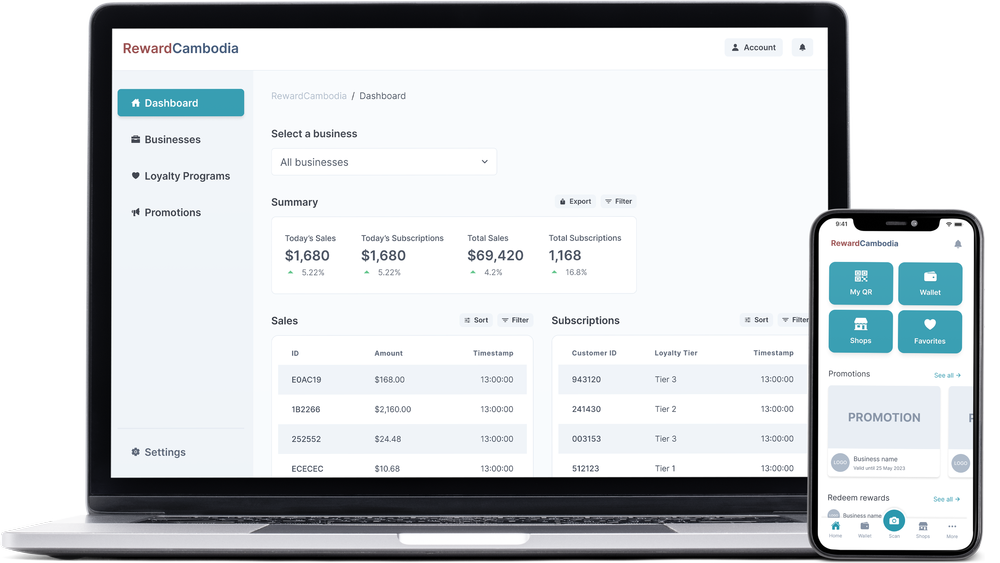 RewardCambodia
Account
Dashboard
Businesses
Loyalty Programs
Promotions
Settings
RewardCambodia / Dashboard
Select a business
All businesses
Summary
Export Filter
Today's Sales Today's Subscriptions Total Sales Total Subscriptions
$1,680 $1,680 $69,420 1,168
5.22% 5.22% 4.2% 16.8%
Sales
Sort Filter
ID Amount Timestamp
E0AC19 $168.00 13:00:00
1B2266 $2,160.00 13:00:00
252552 $24.48 13:00:00
ECECEC $10.68 13:00:00
Subscriptions
Sort Filter
Customer ID Loyalty Tier Timestamp
943120 Tier 3 13:00:00
241430 Tier 2 13:00:00
003153 Tier 3 13:00:00
512123 Tier 1 13:00:00
9:41
RewardCambodia
My QR Wallet
Shops Favorites
Promotions See all →
PROMOTION P
LOGO Business name LOGO
Valid until 25 May 2023
Redeem rewards See all →
Business name
Home Wallet Scan Shops More